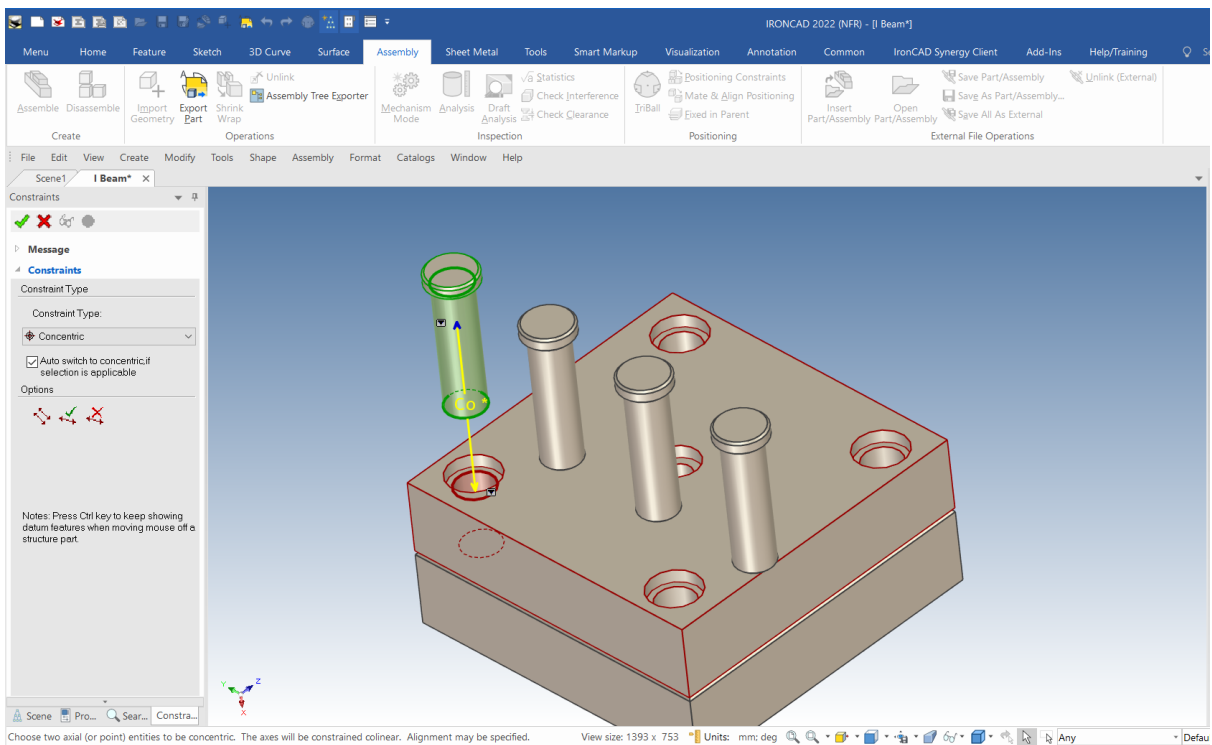 IRONCAD 2022 (NFR) - [I Beam*]
Menu Home Feature Sketch 3D Curve Surface Assembly Sheet Metal Tools Smart Markup Visualization Annotation Common IronCAD Synergy Client Add-Ins Help/Training
Assemble Disassemble Import Geometry Export Part Shrink Wrap Unlink Assembly Tree Exporter
Mechanism Mode Analysis Draft Analysis Statistics Check Interference Check Clearance
TriBall Positioning Constraints Mate & Align Positioning Fixed in Parent
Insert Part/Assembly Open Part/Assembly Save Part/Assembly Save As Part/Assembly... Save All As External Unlink (External)
Create Operations Inspection Positioning External File Operations
File Edit View Create Modify Tools Shape Assembly Format Catalogs Window Help
Scene1 I Beam*
Constraints
Message
Constraints
Constraint Type
Constraint Type:
Concentric
Auto switch to concentric,if
selection is applicable
Options
Notes: Press Ctrl key to keep showing
datum features when moving mouse off a
structure part.
Co *
Y Z
X
Scene Pro... Sear... Constra...
Choose two axial (or point) entities to be concentric. The axes will be constrained colinear. Alignment may be specified. View size: 1393 x 753 Units: mm; deg Any Defau